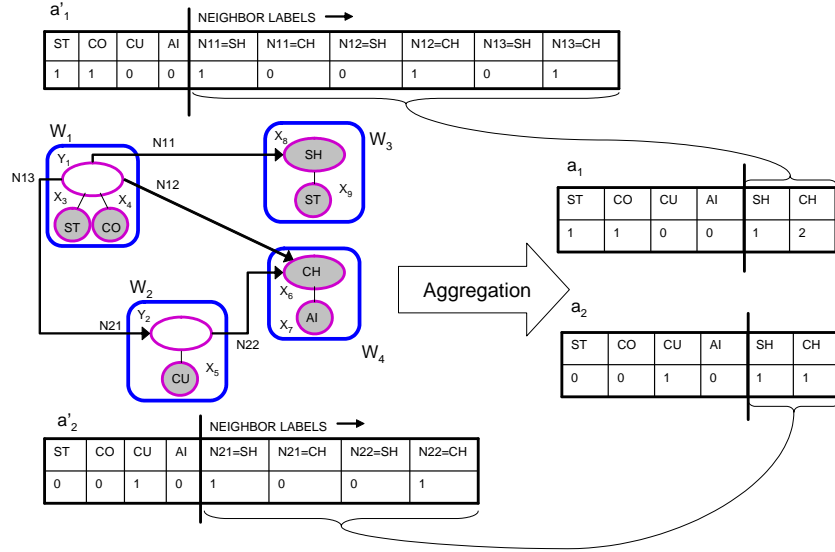 a'1 NEIGHBOR LABELS
ST CO CU AI N11=SH N11=CH N12=SH N12=CH N13=SH N13=CH
1 1 0 0 1 0 0 1 0 1
W1 N11 X8 W3
Y1 SH
N13 N12
X3 X4 X9
ST CO ST
a1
ST CO CU AI SH CH
1 1 0 0 1 2
W2 CH
X6
Y2 Aggregation
N21 N22 X7 AI
X5
CU W4
a2
ST CO CU AI SH CH
0 0 1 0 1 1
a'2 NEIGHBOR LABELS
ST CO CU AI N21=SH N21=CH N22=SH N22=CH
0 0 1 0 1 0 0 1